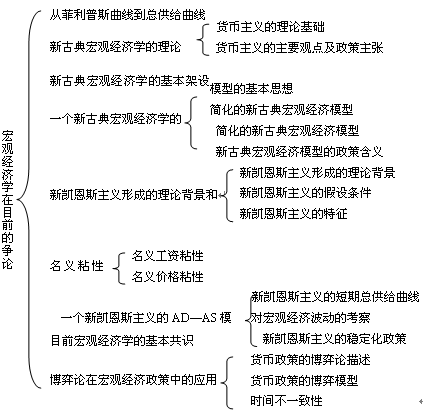 宏观经济学在目前的争论
从菲利普斯曲线到总供给曲线
新古典宏观经济学的理论
货币主义的理论基础
货币主义的主要观点及政策主张
新古典宏观经济学的基本架设
一个新古典宏观经济学的
模型的基本思想
简化的新古典宏观经济模型
简化的新古典宏观经济模型
新古典宏观经济模型的政策含义
新凯恩斯主义形成的理论背景和
新凯恩斯主义形成的理论背景
新凯恩斯主义的假设条件
新凯恩斯主义的特征
名义粘性
名义工资粘性
名义价格粘性
一个新凯恩斯主义的 AD—AS 模
新凯恩斯主义的短期总供给曲线
对宏观经济波动的考察
新凯恩斯主义的稳定化政策
目前宏观经济学的基本共识
博弈论在宏观经济政策中的应用
货币政策的博弈论描述
货币政策的博弈模型
时间不一致性